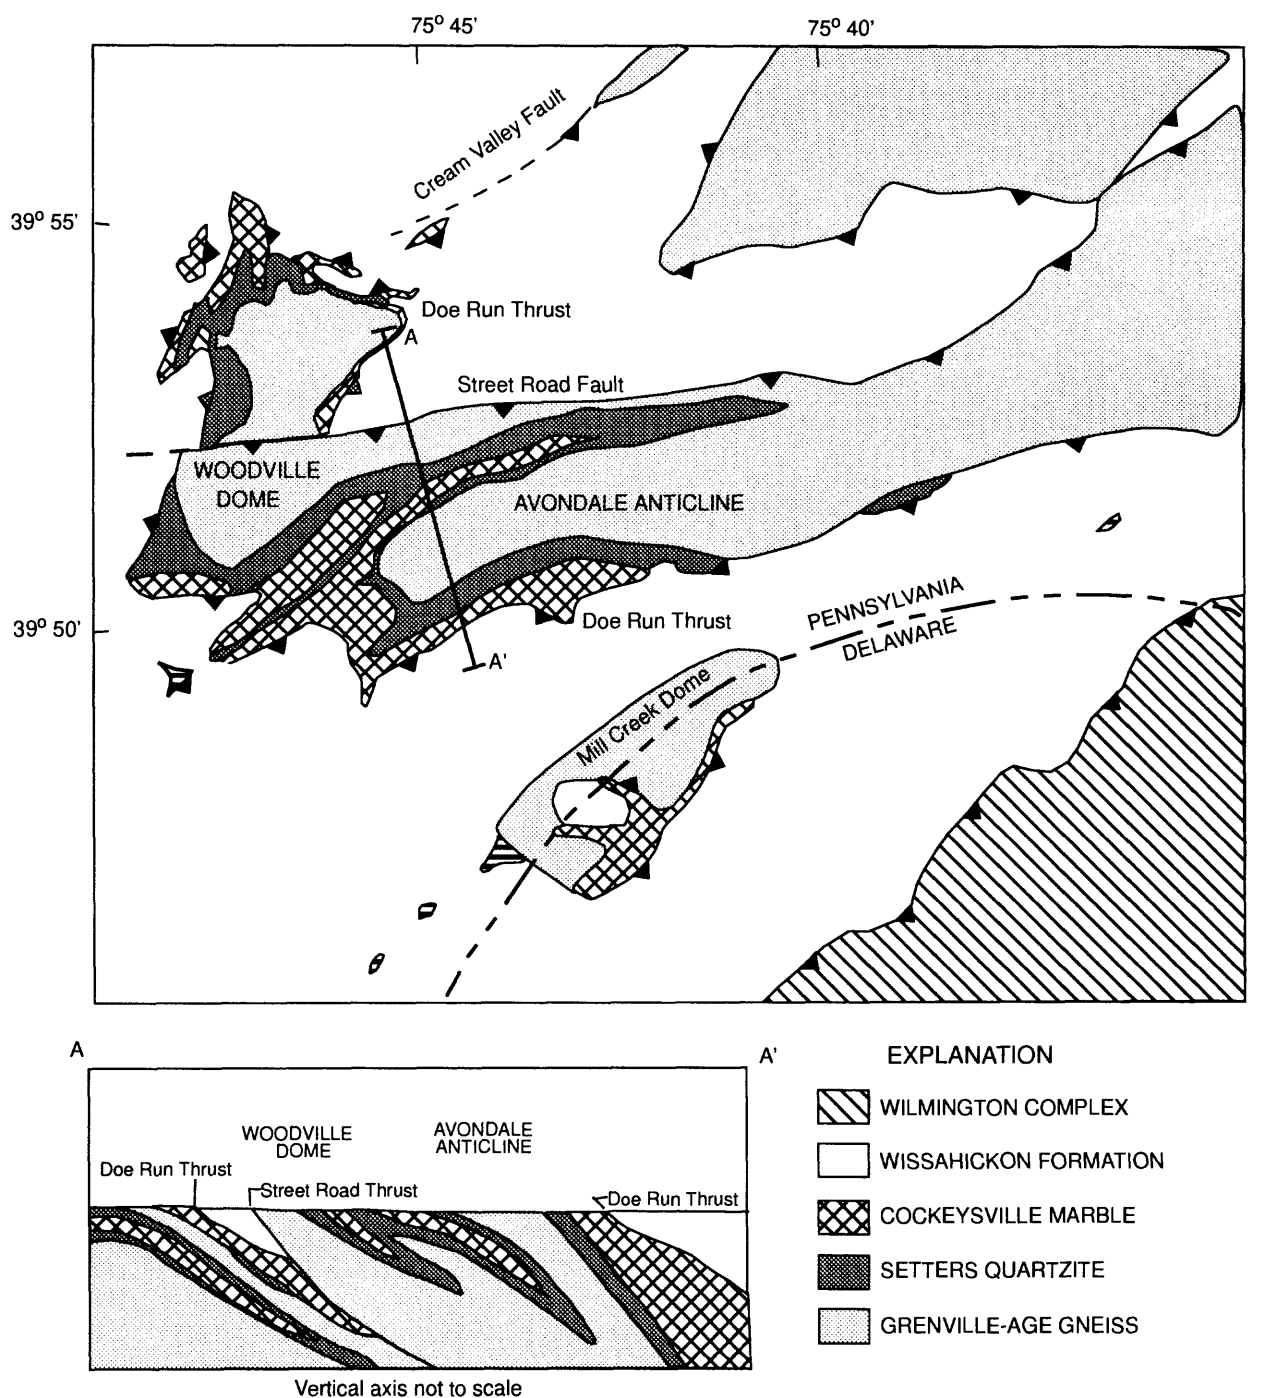 75° 45'
75° 40'
Cream Valley Fault
39° 55'
Doe Run Thrust
A
Street Road Fault
WOODVILLE
DOME
AVONDALE ANTICLINE
PENNSYLVANIA
DELAWARE
39° 50'
Doe Run Thrust
A'
Mill Creek Dome
A
A'
WOODVILLE
DOME
AVONDALE
ANTICLINE
Doe Run Thrust
Street Road Thrust
Doe Run Thrust
Vertical axis not to scale
EXPLANATION
WILMINGTON COMPLEX
WISSAHICKON FORMATION
COCKEYSVILLE MARBLE
SETTERS QUARTZITE
GRENVILLE-AGE GNEISS